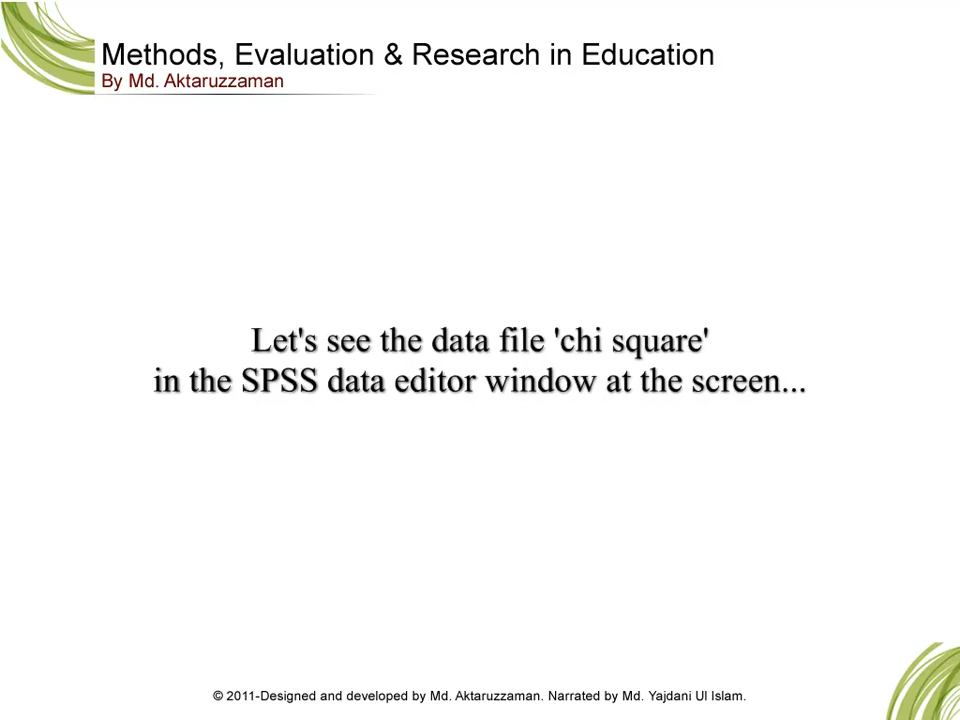 Methods, Evaluation & Research in Education
By Md. Aktaruzzaman
Let's see the data file 'chi square'
in the SPSS data editor window at the screen...
© 2011-Designed and developed by Md. Aktaruzzaman. Narrated by Md. Yajdani Ul Islam.